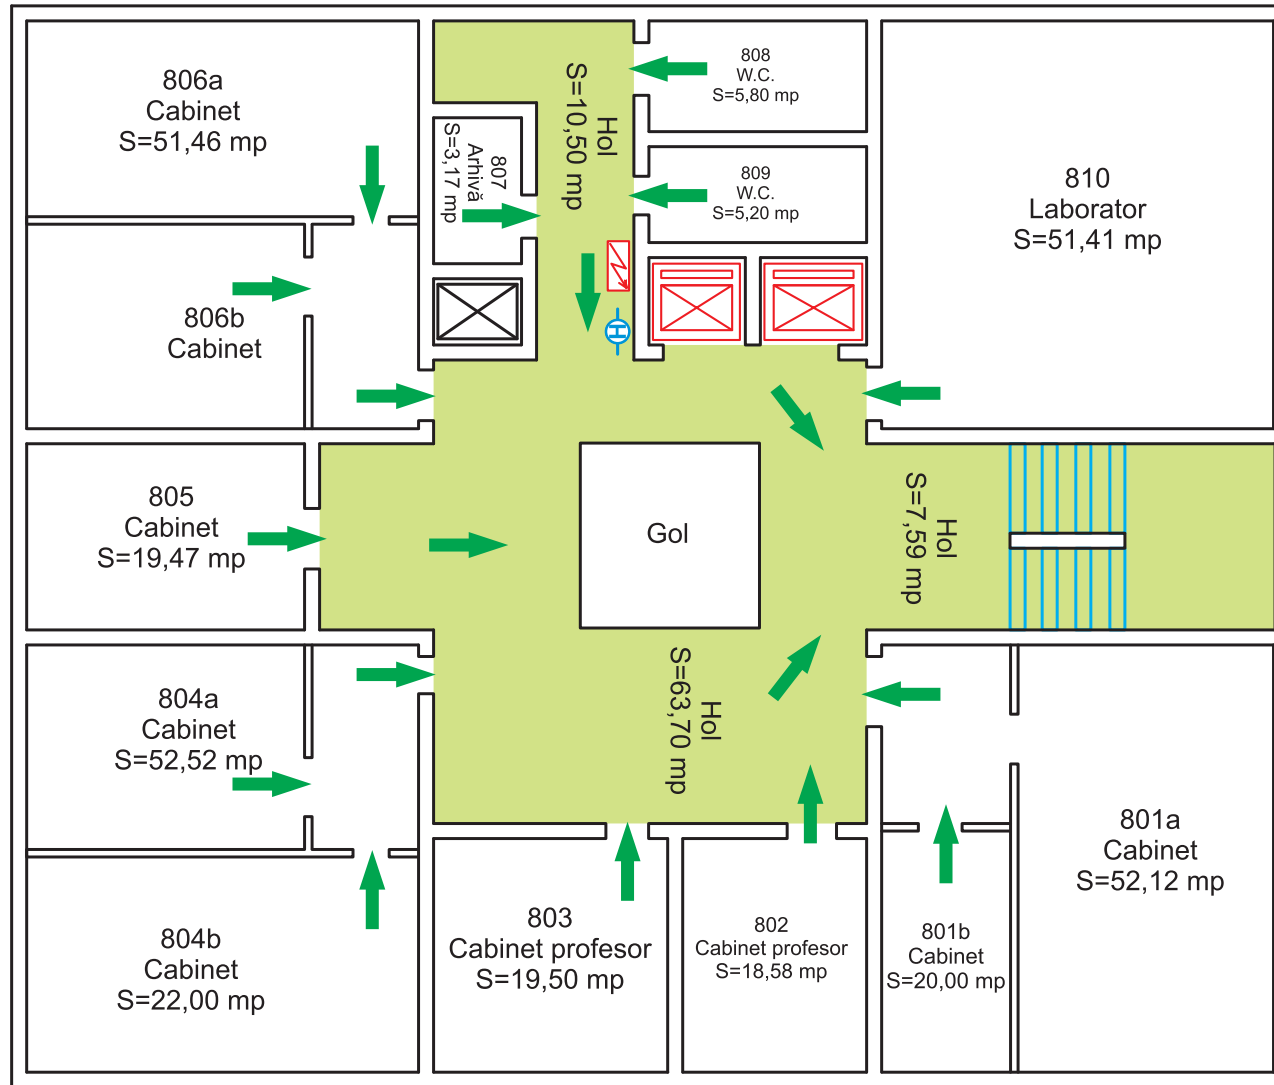 806a
Cabinet
S=51,46 mp
Hol
S=10,50 mp
808
W.C.
S=5,80 mp
807
Arhivă
S=3,17 mp
809
W.C.
S=5,20 mp
810
Laborator
S=51,41 mp
806b
Cabinet
H
805
Cabinet
S=19,47 mp
Gol
Hol
S=7,59 mp
804a
Cabinet
S=52,52 mp
Hol
S=63,70 mp
801a
Cabinet
S=52,12 mp
804b
Cabinet
S=22,00 mp
803
Cabinet profesor
S=19,50 mp
802
Cabinet profesor
S=18,58 mp
801b
Cabinet
S=20,00 mp